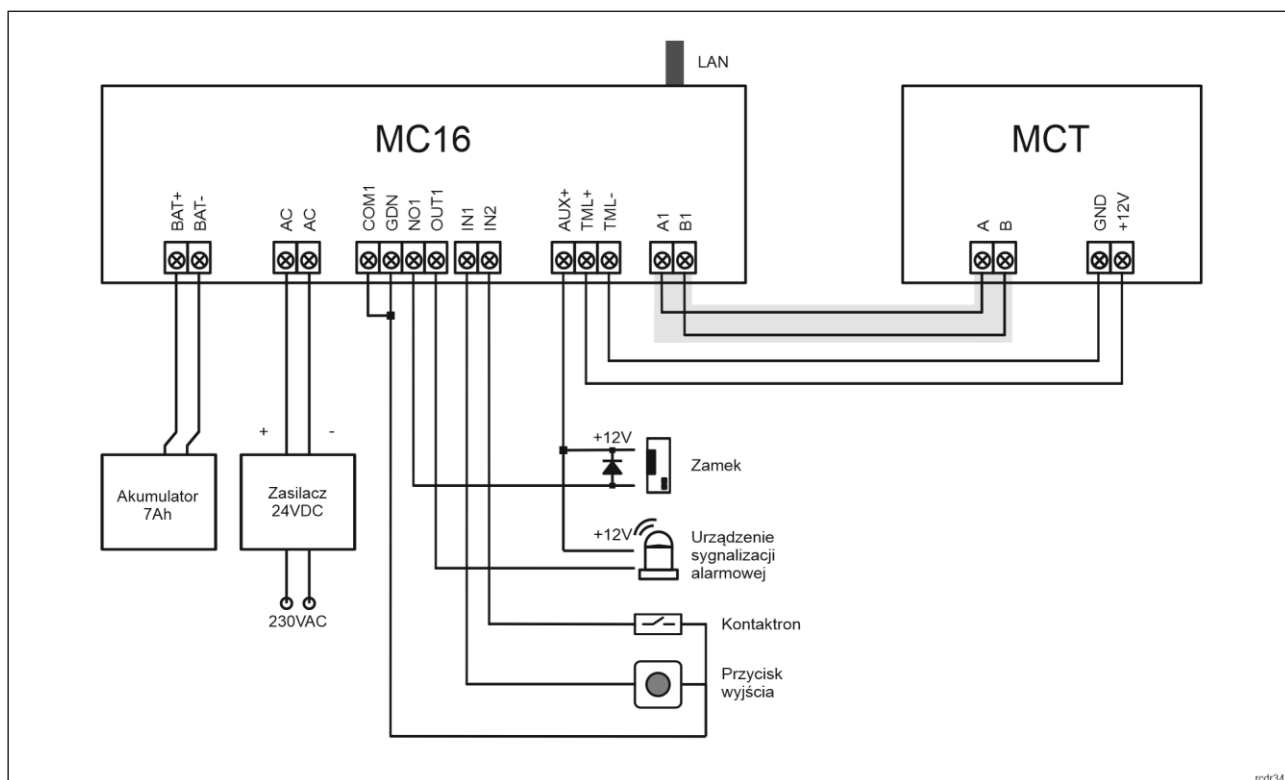 LAN
MC16
MCT
BAT+
BAT-
AC
AC
COM1
GDN
NO1
OUT1
IN1
IN2
AUX+
TML+
TML-
A1
B1
A
B
GND
+12V
+
-
Akumulator
7Ah
Zasilacz
24VDC
230VAC
+12V
Zamek
+12V
Urządzenie
sygnalizacji
alarmowej
Kontaktron
Przycisk
wyjścia
rcdr34